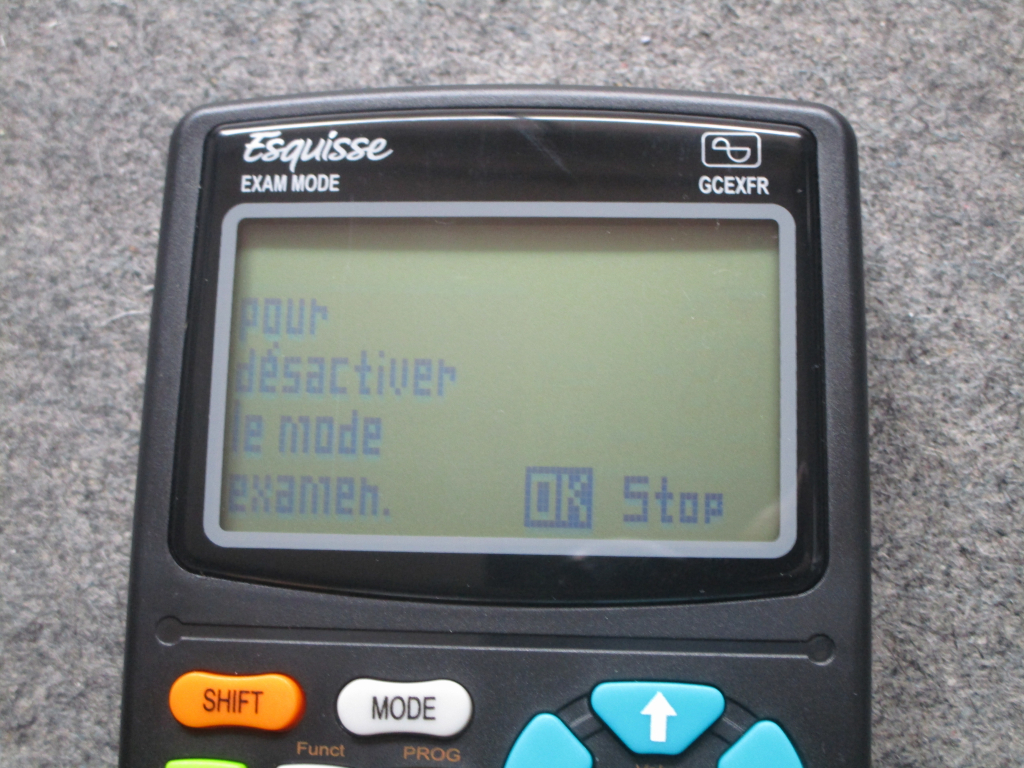 Esquisse
EXAM MODE
GCEXFR
pour
désactiver
le mode
examen.
OK Stop
SHIFT
MODE
Funct
PROG